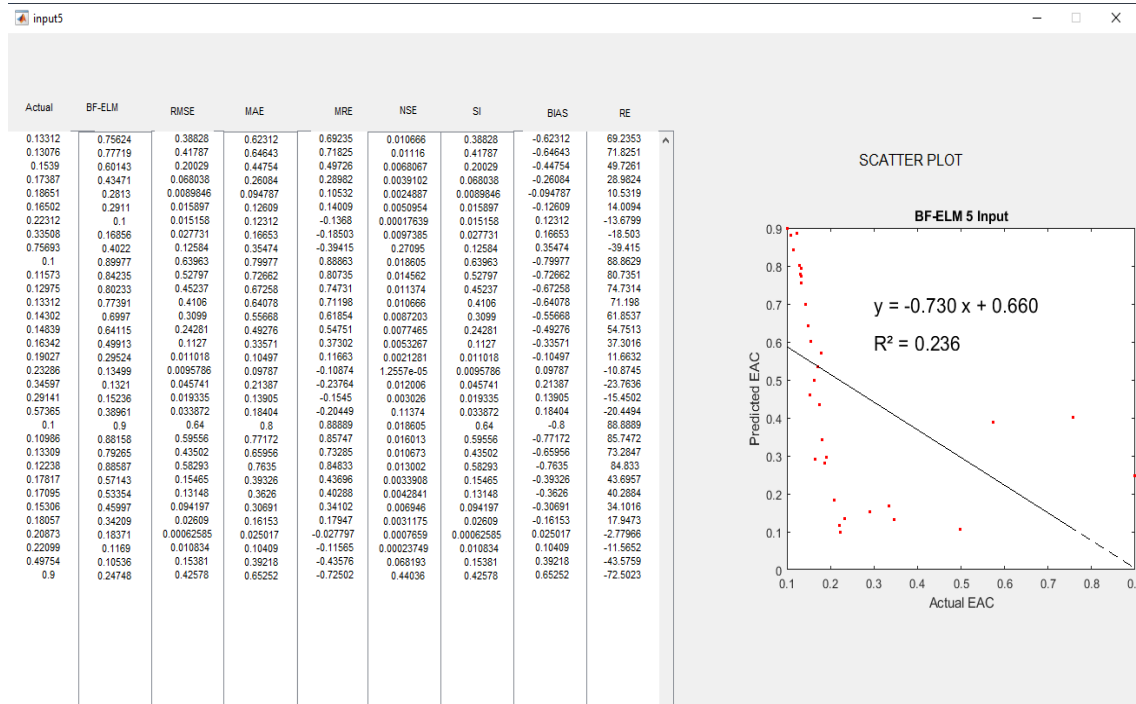 input5
Actual BF-ELM RMSE MAE MRE NSE SI BIAS RE
0.13312 0.75624 0.38828 0.62312 0.69235 0.010666 0.38828 -0.62312 69.2353
0.13076 0.77719 0.41787 0.64643 0.71825 0.01116 0.41787 -0.64643 71.8251
0.1539 0.60143 0.20029 0.44754 0.49726 0.0068067 0.20029 -0.44754 49.7261
0.17387 0.43471 0.068038 0.26084 0.28982 0.0039102 0.068038 -0.26084 28.9824
0.18651 0.2813 0.0089846 0.094787 0.10532 0.0024887 0.0089846 -0.094787 10.5319
0.16502 0.2911 0.015897 0.12609 0.14009 0.0050954 0.015897 -0.12609 14.0094
0.22312 0.1 0.015158 0.12312 -0.1368 0.00017639 0.015158 0.12312 -13.6799
0.33508 0.16856 0.027731 0.16653 -0.18503 0.0097385 0.027731 0.16653 -18.503
0.75693 0.4022 0.12584 0.35474 -0.39415 0.27095 0.12584 0.35474 -39.415
0.1 0.89977 0.63963 0.79977 0.88863 0.018605 0.63963 -0.79977 88.8629
0.11573 0.84235 0.52797 0.72662 0.80735 0.014562 0.52797 -0.72662 80.7351
0.12975 0.80233 0.45237 0.67258 0.74731 0.011374 0.45237 -0.67258 74.7314
0.13312 0.77391 0.4106 0.64078 0.71198 0.010666 0.4106 -0.64078 71.198
0.14302 0.6997 0.3099 0.55668 0.61854 0.0087203 0.3099 -0.55668 61.8537
0.14839 0.64115 0.24281 0.49276 0.54751 0.0077465 0.24281 -0.49276 54.7513
0.16342 0.49913 0.1127 0.33571 0.37302 0.0053267 0.1127 -0.33571 37.3016
0.19027 0.29524 0.011018 0.10497 0.11663 0.0021281 0.011018 -0.10497 11.6632
0.23286 0.13499 0.0095786 0.09787 -0.10874 1.2557e-05 0.0095786 0.09787 -10.8745
0.34597 0.1321 0.045741 0.21387 -0.23764 0.012006 0.045741 0.21387 -23.7636
0.29141 0.15236 0.019335 0.13905 -0.1545 0.003026 0.019335 0.13905 -15.4502
0.57365 0.38961 0.033872 0.18404 -0.20449 0.11374 0.033872 0.18404 -20.4494
0.1 0.9 0.64 0.8 0.88889 0.018605 0.64 -0.8 88.8889
0.10986 0.88158 0.59556 0.77172 0.85747 0.016013 0.59556 -0.77172 85.7472
0.13309 0.79265 0.43502 0.65956 0.73285 0.010673 0.43502 -0.65956 73.2847
0.12238 0.88587 0.58293 0.7635 0.84833 0.013002 0.58293 -0.7635 84.833
0.17817 0.57143 0.15465 0.39326 0.43696 0.0033908 0.15465 -0.39326 43.6957
0.17095 0.53354 0.13148 0.3626 0.40288 0.0042841 0.13148 -0.3626 40.2884
0.15306 0.45997 0.094197 0.30691 0.34102 0.006946 0.094197 -0.30691 34.1016
0.18057 0.34209 0.02609 0.16153 0.17947 0.0031175 0.02609 -0.16153 17.9473
0.20873 0.18371 0.00062585 0.025017 -0.027797 0.0007659 0.00062585 0.025017 -2.77966
0.22099 0.1169 0.010834 0.10409 -0.11565 0.00023749 0.010834 0.10409 -11.5652
0.49754 0.10536 0.15381 0.39218 -0.43576 0.068193 0.15381 0.39218 -43.5759
0.9 0.24748 0.42578 0.65252 -0.72502 0.44036 0.42578 0.65252 -72.5023
SCATTER PLOT
BF-ELM 5 Input
y = -0.730 x + 0.660
R² = 0.236
Predicted EAC
0.9
0.8
0.7
0.6
0.5
0.4
0.3
0.2
0.1
0
0.1 0.2 0.3 0.4 0.5 0.6 0.7 0.8
Actual EAC